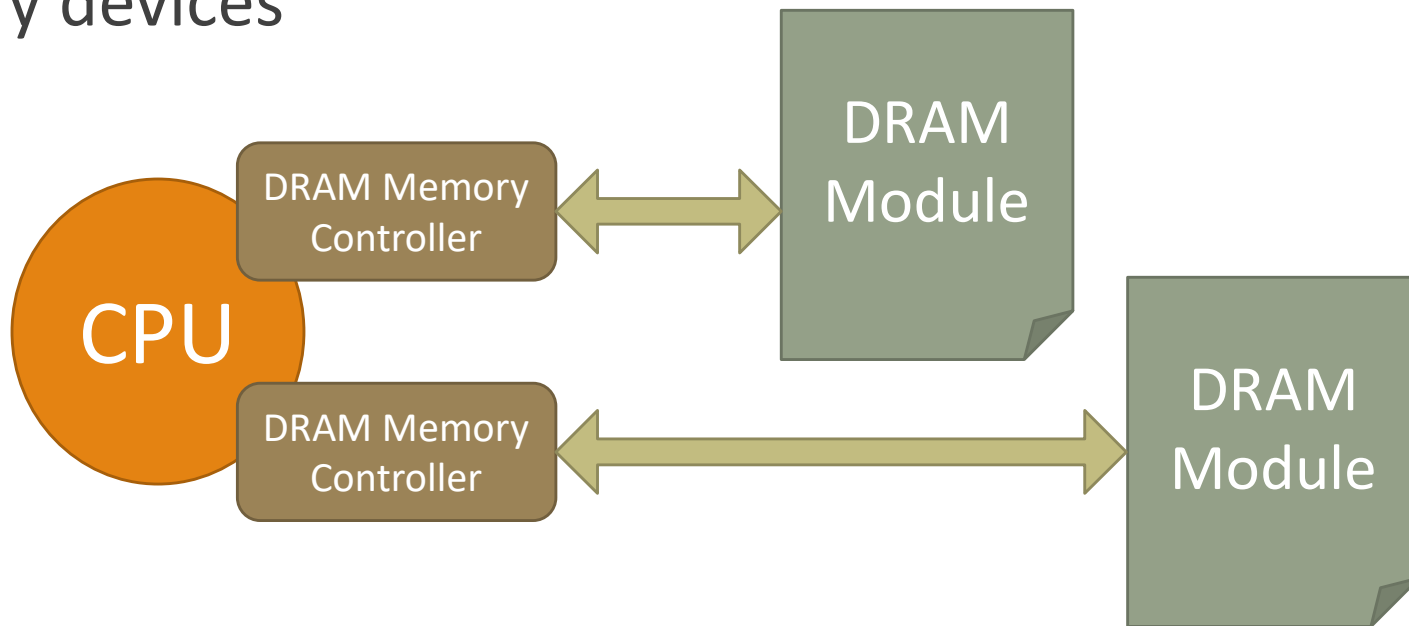 y devices
DRAM
Module
DRAM Memory
Controller
CPU
DRAM Memory
Controller
DRAM
Module